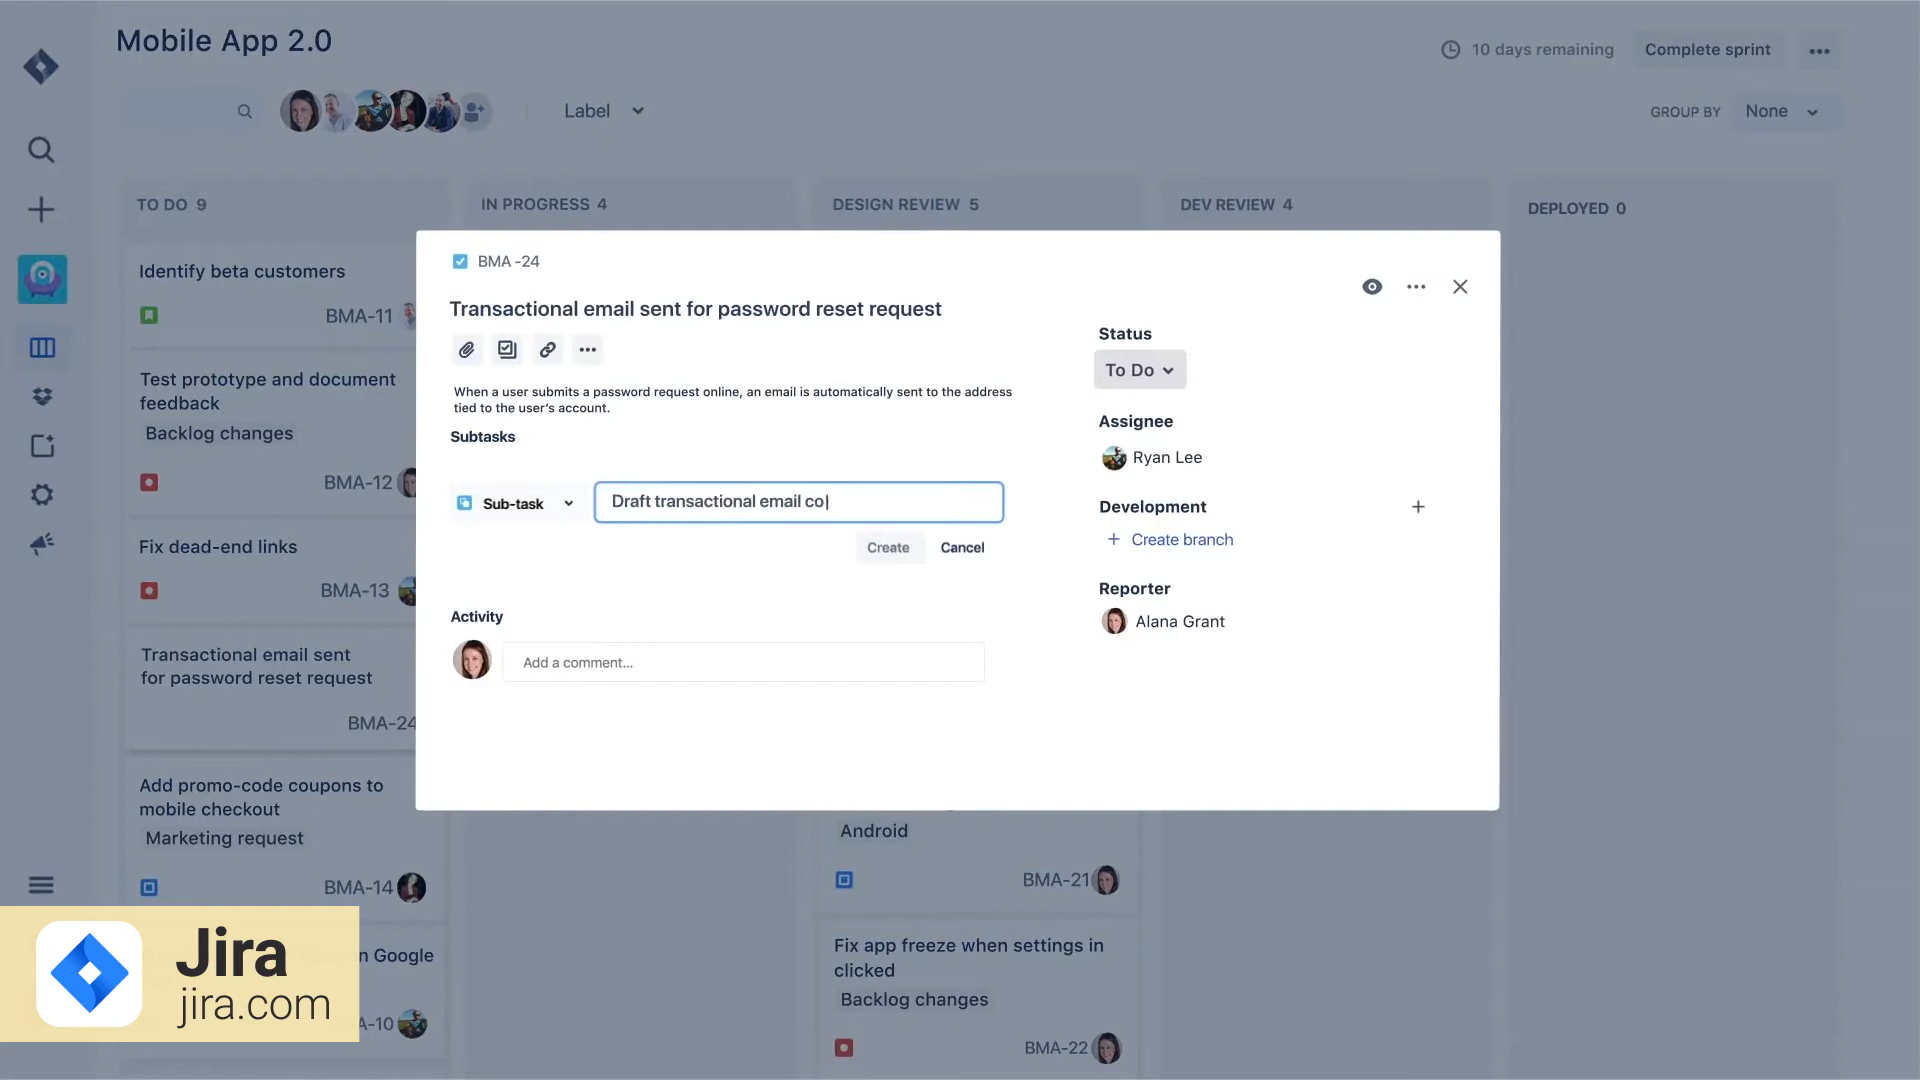 Mobile App 2.0
10 days remaining
Complete sprint
Label
GROUP BY
None
TO DO 9
IN PROGRESS 4
DESIGN REVIEW 5
DEV REVIEW 4
DEPLOYED 0
Identify beta customers
BMA-11
Test prototype and document
feedback
Backlog changes
BMA-12
Fix dead-end links
BMA-13
Transactional email sent
for password reset request
BMA-24
Add promo-code coupons to
mobile checkout
Marketing request
BMA-14
n Google
A-10
BMA -24
Transactional email sent for password reset request
When a user submits a password request online, an email is automatically sent to the address
tied to the user’s account.
Subtasks
Sub-task
Draft transactional email co
Create
Cancel
Activity
Add a comment...
Status
To Do
Assignee
Ryan Lee
Development
Create branch
Reporter
Alana Grant
Android
BMA-21
Fix app freeze when settings in
clicked
Backlog changes
BMA-22
Jira
jira.com